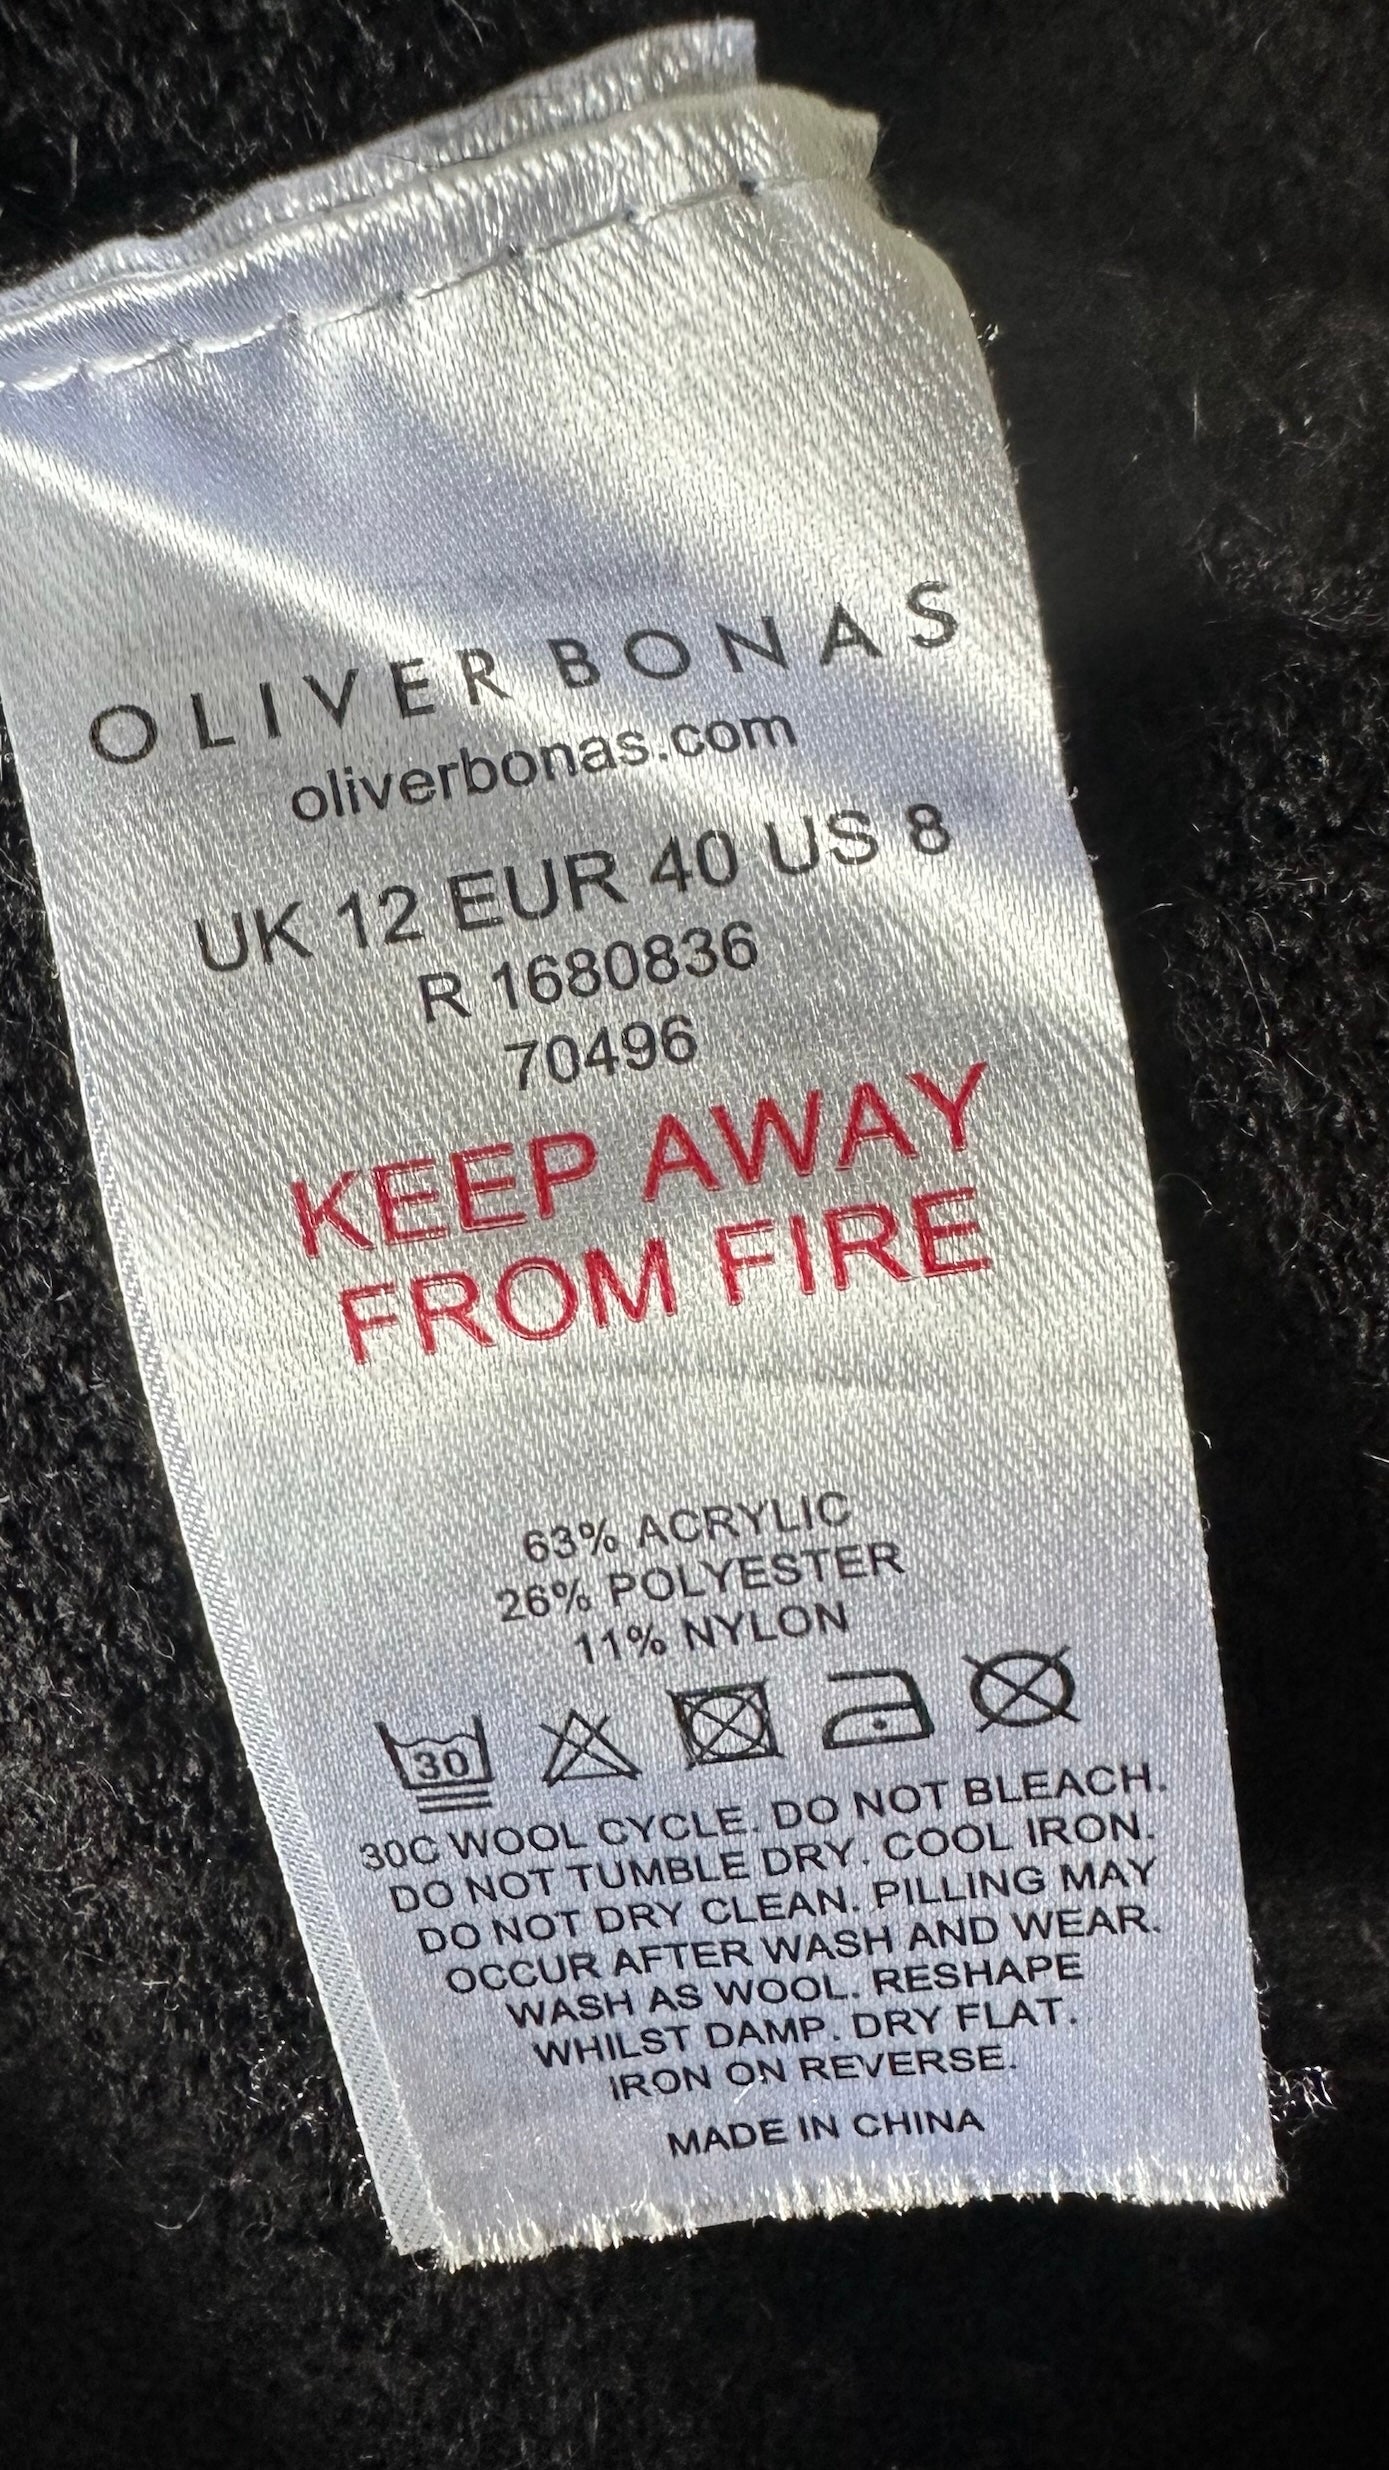 OLIVER BONAS
oliverbonas.com
UK 12 EUR 40 US 8
R 1680836
70496
KEEP AWAY
FROM FIRE
63% ACRYLIC
26% POLYESTER
11% NYLON
30
30C WOOL CYCLE. DO NOT BLEACH.
DO NOT TUMBLE DRY. COOL IRON.
DO NOT DRY CLEAN. PILLING MAY
OCCUR AFTER WASH AND WEAR.
WASH AS WOOL. RESHAPE
WHILST DAMP. DRY FLAT.
IRON ON REVERSE.
MADE IN CHINA